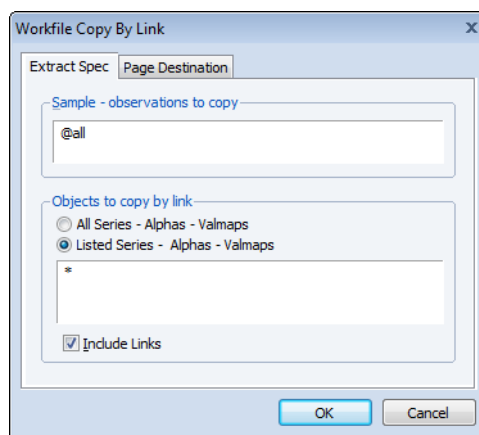 Workfile Copy By Link
x
Extract Spec Page Destination
Sample - observations to copy
@all
Objects to copy by link
All Series - Alphas - Valmaps
Listed Series - Alphas - Valmaps
*
Include Links
OK Cancel